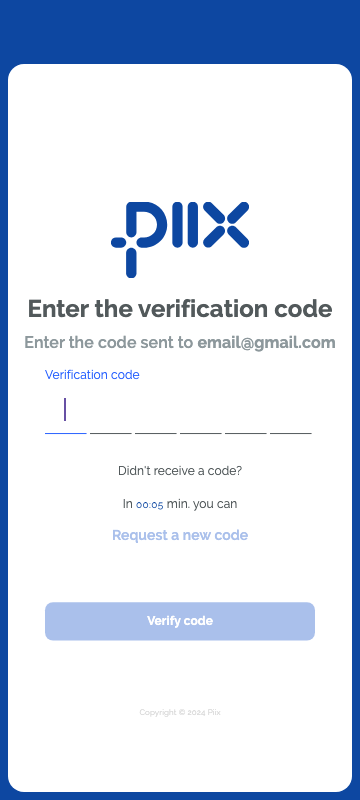 piix
Enter the verification code
Enter the code sent to email@gmail.com
Verification code
Didn't receive a code?
In 00:05 min. you can
Request a new code
Verify code
Copyright © 2024 Piix